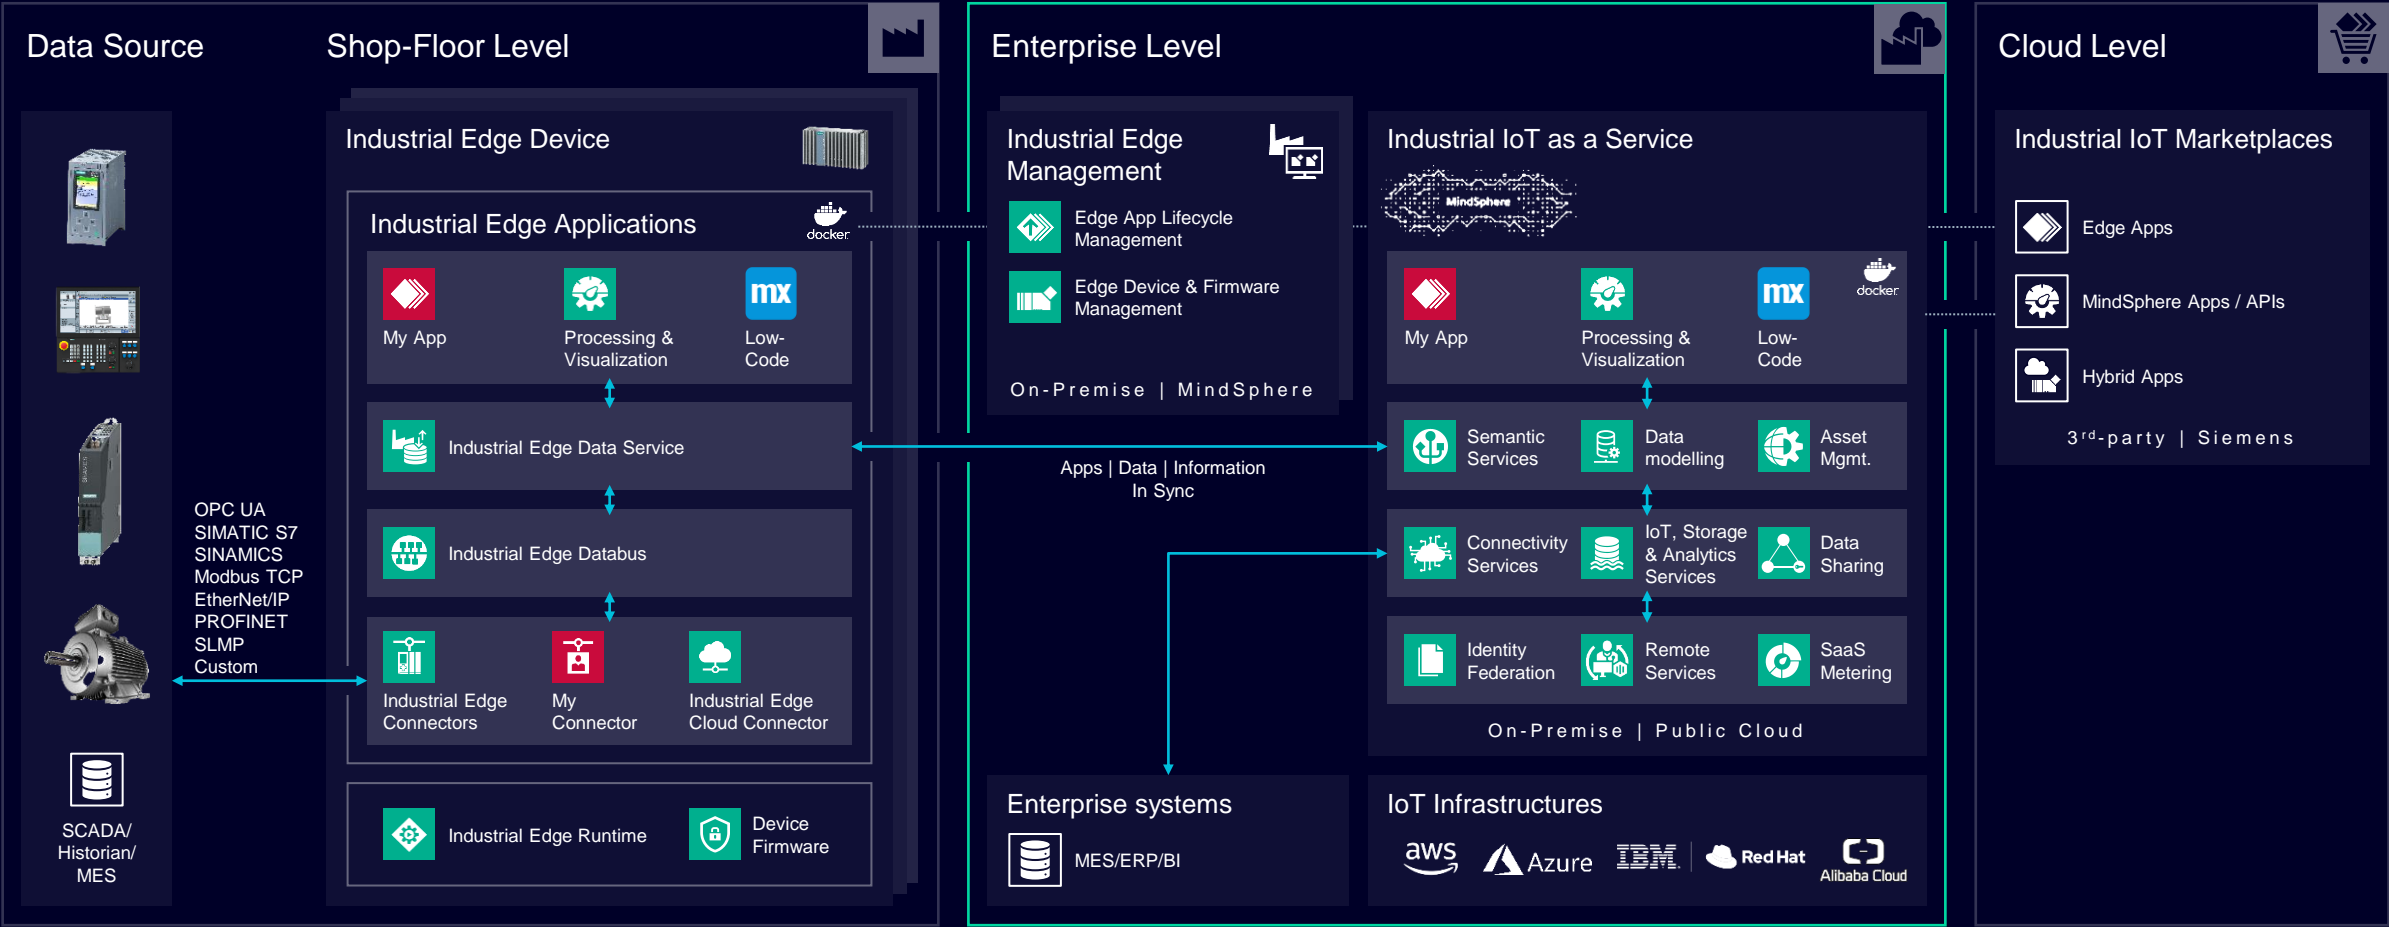 Data Source
Shop-Floor Level
Enterprise Level
Cloud Level
OPC UA
SIMATIC S7
SINAMICS
Modbus TCP
EtherNet/IP
PROFINET
SLMP
Custom
SCADA/
Historian/
MES
Industrial Edge Device
Industrial Edge Applications
docker
My App
Processing &
Visualization
mx
Low-
Code
Industrial Edge Data Service
Industrial Edge Databus
Industrial Edge
Connectors
My
Connector
Industrial Edge
Cloud Connector
Industrial Edge Runtime
Device
Firmware
Industrial Edge
Management
Edge App Lifecycle
Management
Edge Device & Firmware
Management
On-Premise | MindSphere
Apps | Data | Information
In Sync
Enterprise systems
MES/ERP/BI
Industrial IoT as a Service
MindSphere
docker
My App
Processing &
Visualization
mx
Low-
Code
Semantic
Services
Data
modelling
Asset
Mgmt.
Connectivity
Services
IoT, Storage
& Analytics
Services
Data
Sharing
Identity
Federation
Remote
Services
SaaS
Metering
On-Premise | Public Cloud
IoT Infrastructures
aws
Azure
IBM
Red Hat
Alibaba Cloud
Industrial IoT Marketplaces
Edge Apps
MindSphere Apps / APIs
Hybrid Apps
3rd-party | Siemens